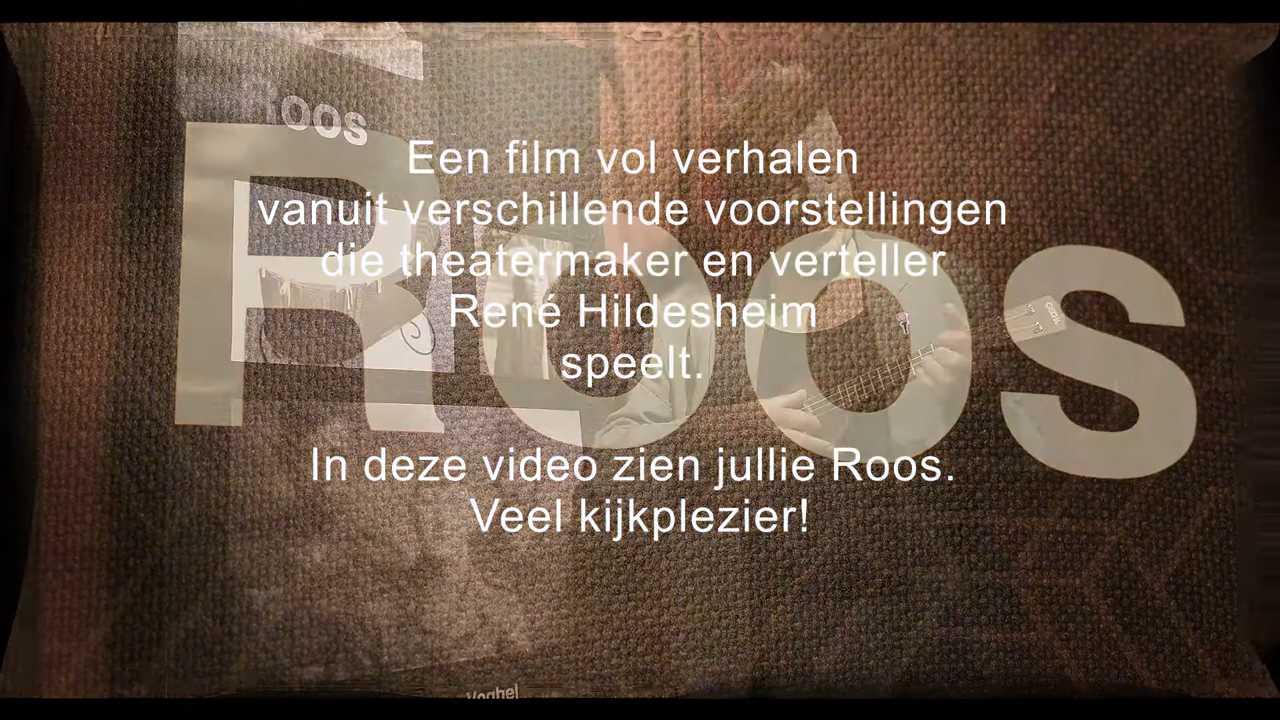 Roos
Roos
Een film vol verhalen
vanuit verschillende voorstellingen
die theatermaker en verteller
René Hildesheim
speelt.
In deze video zien jullie Roos.
Veel kijkplezier!